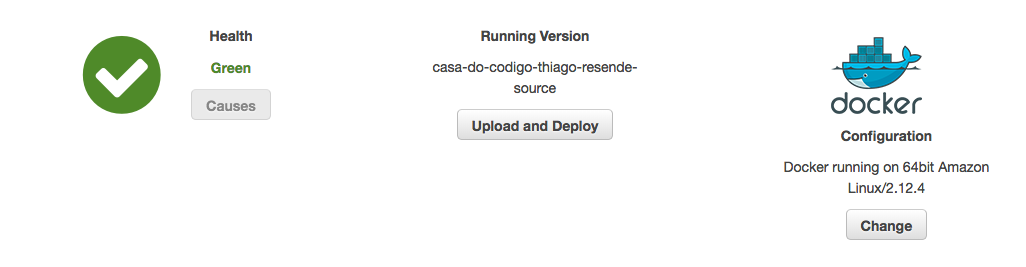 Health
Green
Causes
Running Version
casa-do-codigo-thiago-resende-
source
Upload and Deploy
docker
Configuration
Docker running on 64bit Amazon
Linux/2.12.4
Change